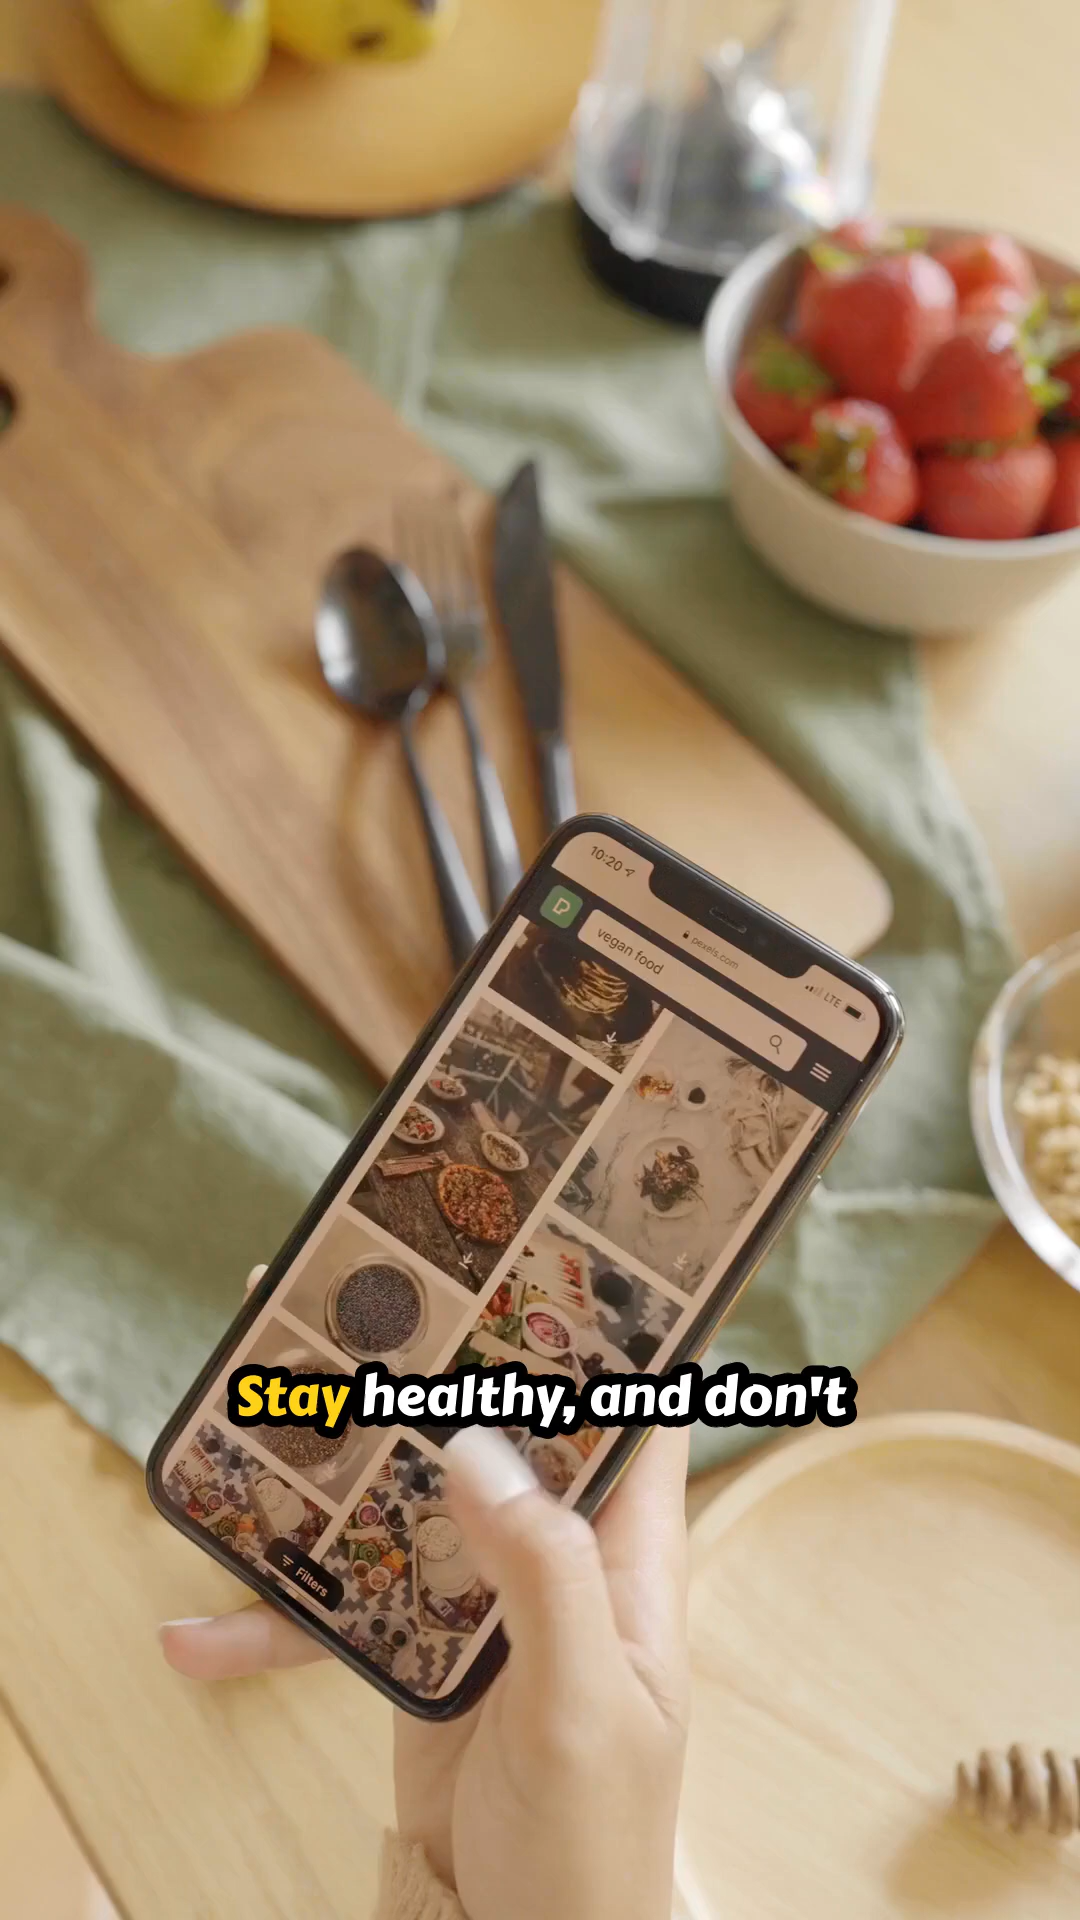 10:20
pexels.com
LTE
vegan food
Stay healthy, and don't
Filters